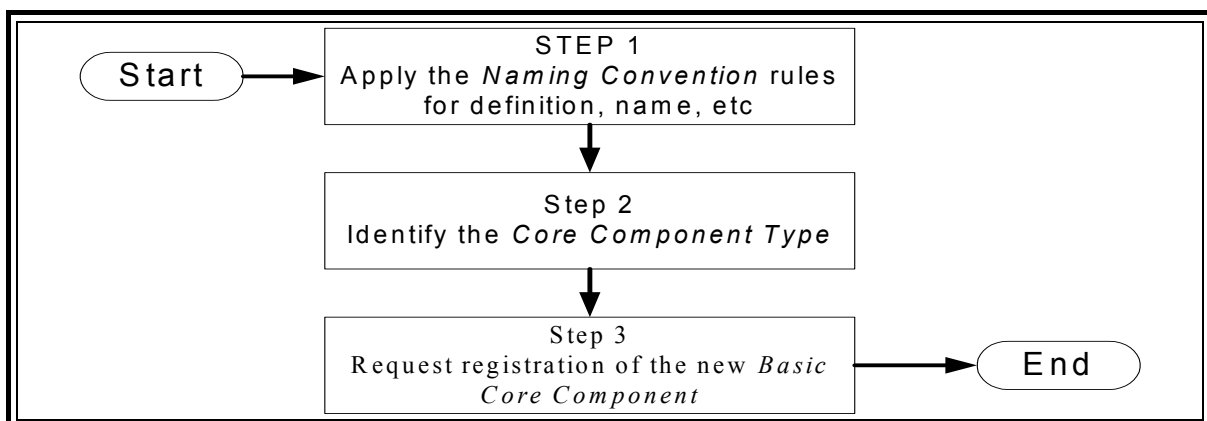 Start
STEP 1
Apply the Naming Convention rules
for definition, name, etc
Step 2
Identify the Core Component Type
Step 3
Request registration of the new Basic
Core Component
End